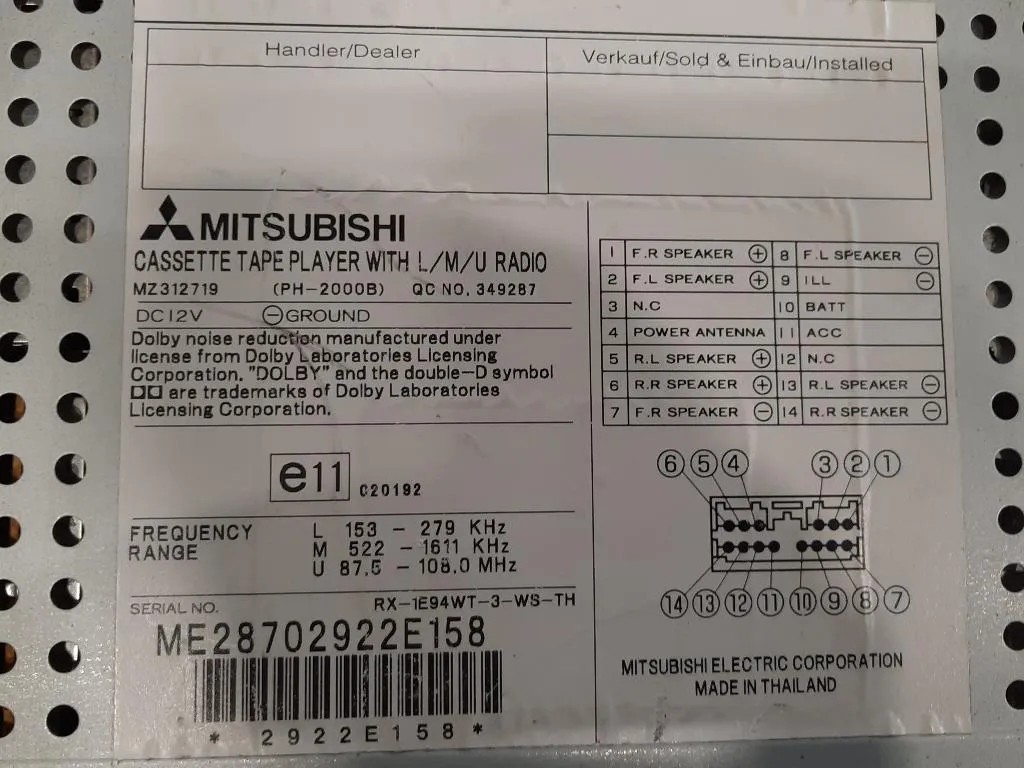 Handler/Dealer
Verkauf/Sold & Einbau/Installed
MITSUBISHI
CASSETTE TAPE PLAYER WITH L/M/U RADIO
MZ312719 (PH-2000B) QC NO. 349287
DC12V ⊖GROUND
Dolby noise reduction manufactured under
license from Dolby Laboratories Licensing
Corporation. "DOLBY" and the double-D symbol
are trademarks of Dolby Laboratories
Licensing Corporation.
e11 020192
FREQUENCY RANGE
L 153 - 279 KHz
M 522 - 1611 KHz
U 87.5 - 108.0 MHz
SERIAL NO. RX-1E94WT-3-WS-TH
ME28702922E158
* 2922E158 *
1 F.R SPEAKER ⊕ 8 F.L SPEAKER ⊖
2 F.L SPEAKER ⊕ 9 ILL ⊖
3 N.C 10 BATT
4 POWER ANTENNA 11 ACC
5 R.L SPEAKER ⊕ 12 N.C
6 R.R SPEAKER ⊕ 13 R.L SPEAKER ⊖
7 F.R SPEAKER ⊖ 14 R.R SPEAKER ⊖
⑥ ⑤ ④ ③ ② ①
⑭ ⑬ ⑫ ⑪ ⑩ ⑨ ⑧ ⑦
MITSUBISHI ELECTRIC CORPORATION
MADE IN THAILAND